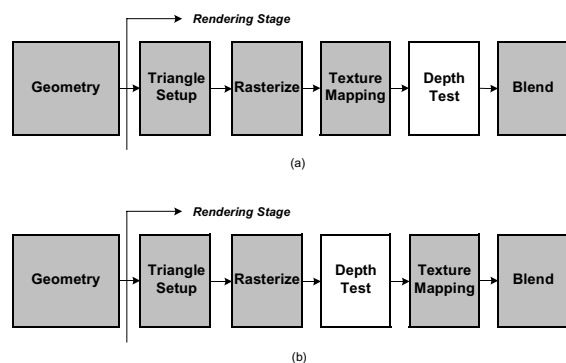 Rendering Stage
Geometry
Triangle
Setup
Rasterize
Texture
Mapping
Depth
Test
Blend
(a)
Rendering Stage
Geometry
Triangle
Setup
Rasterize
Depth
Test
Texture
Mapping
Blend
(b)